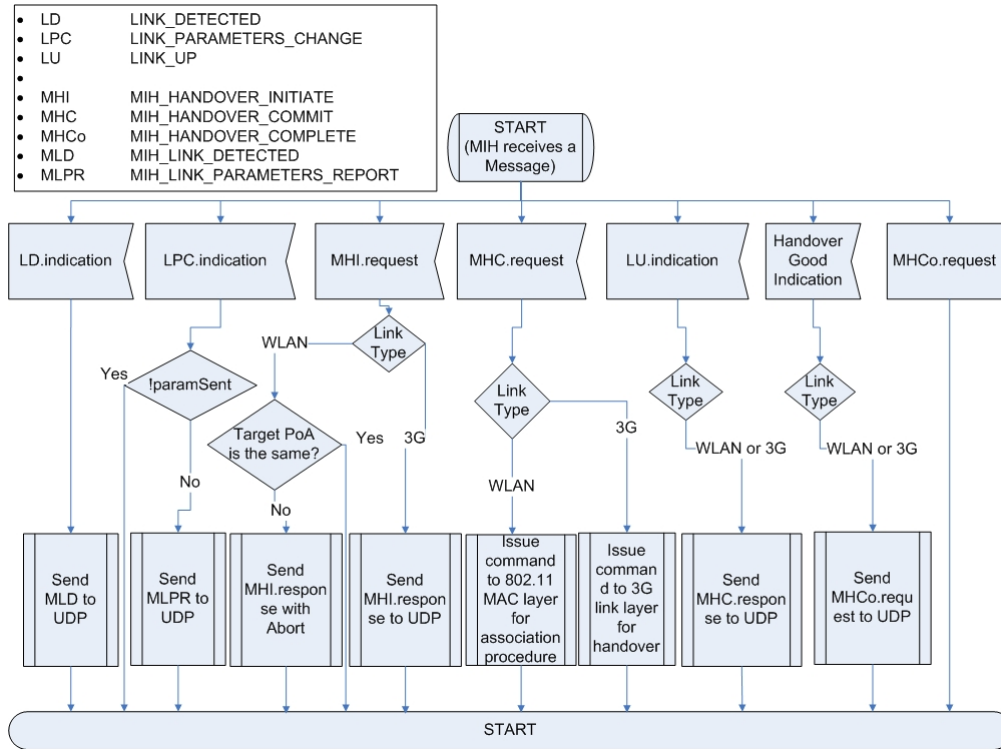 LD LINK_DETECTED
LPC LINK_PARAMETERS_CHANGE
LU LINK_UP
MHI MIH_HANDOVER_INITIATE
MHC MIH_HANDOVER_COMMIT
MHCo MIH_HANDOVER_COMPLETE
MLD MIH_LINK_DETECTED
MLPR MIH_LINK_PARAMETERS_REPORT
START
(MIH receives a
Message)
LD.indication
LPC.indication
MHI.request
MHC.request
LU.indication
Handover
Good
Indication
MHCo.request
Link
Type
WLAN
3G
Yes
!paramSent
No
Target PoA
is the same?
Yes
No
Link
Type
WLAN
3G
Link
Type
WLAN or 3G
Link
Type
WLAN or 3G
Send
MLD to
UDP
Send
MLPR to
UDP
Send
MHI.respon
se with
Abort
Send
MHI.respon
se to UDP
Issue
command
to 802.11
MAC layer
for
association
procedure
Issue
comman
d to 3G
link layer
for
handover
Send
MHC.respon
se to UDP
Send
MHCo.requ
est to UDP
START